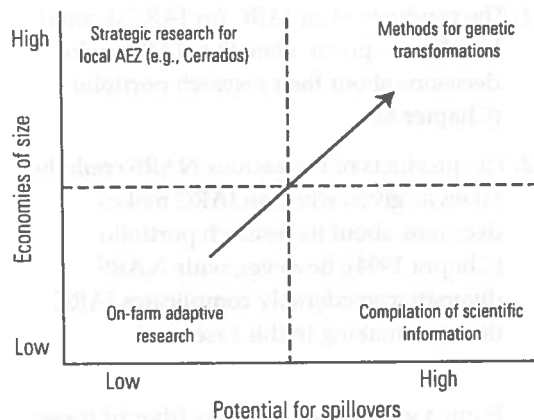 High
Strategic research for
local AEZ (e.g., Cerrados)
Methods for genetic
transformations
Economies of size
On-farm adaptive
research
Compilation of scientific
information
Low
Low
High
Potential for spillovers